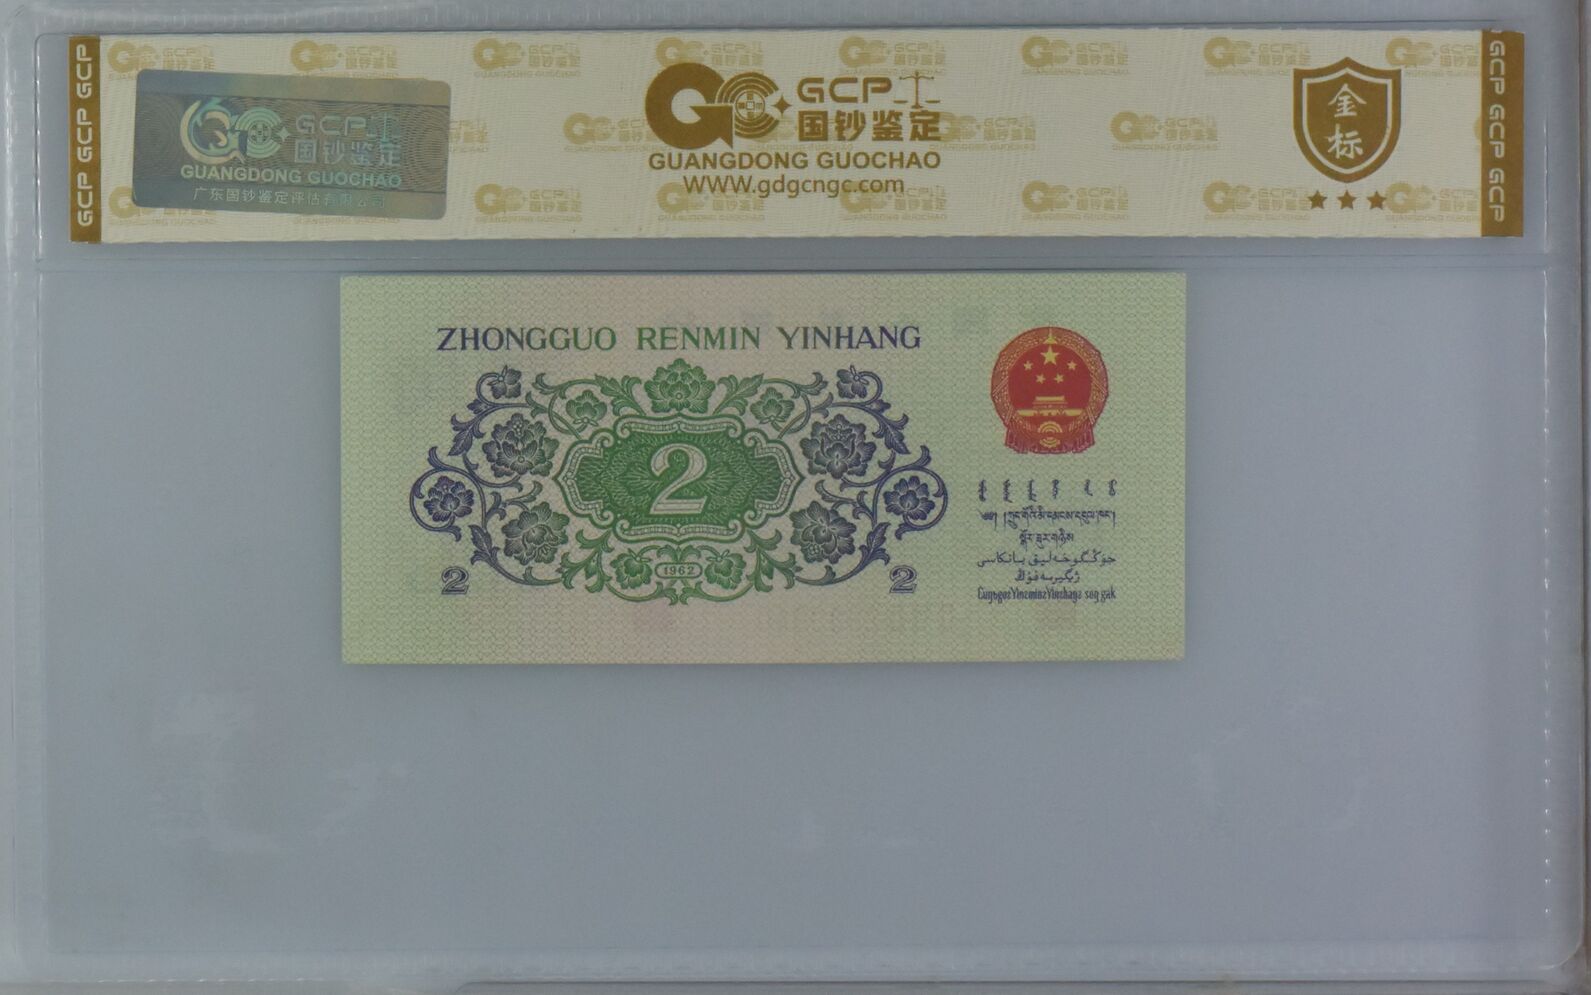 GCP GCP GCP
GCP
国钞鉴定
GUANGDONG GUOCHAO
广东国钞鉴定评估有限公司
GCP
国钞鉴定
GUANGDONG GUOCHAO
WWW.gdgcngc.com
金标
GCP GCP GCP
ZHONGGUO RENMIN YINHANG
2
1962
2
2
جۇڭگوخەلىق بانكاسى